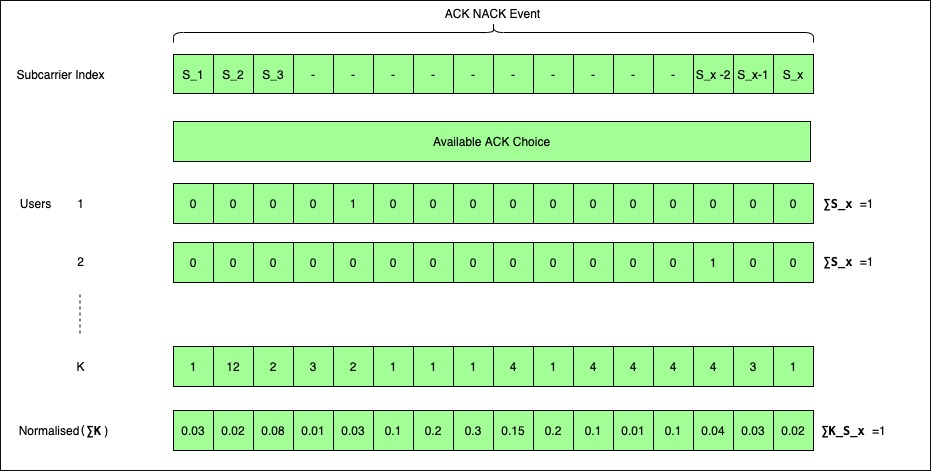 ACK NACK Event
Subcarrier Index S_1 S_2 S_3 - - - - - - - - - - S_x -2 S_x-1 S_x
Available ACK Choice
Users 1 0 0 0 0 1 0 0 0 0 0 0 0 0 0 0 0 ∑S_x =1
2 0 0 0 0 0 0 0 0 0 0 0 0 0 1 0 0 ∑S_x =1
K 1 12 2 3 2 1 1 1 4 1 4 4 4 4 3 1
Normalised(∑K) 0.03 0.02 0.08 0.01 0.03 0.1 0.2 0.3 0.15 0.2 0.1 0.01 0.1 0.04 0.03 0.02 ∑K_S_x =1